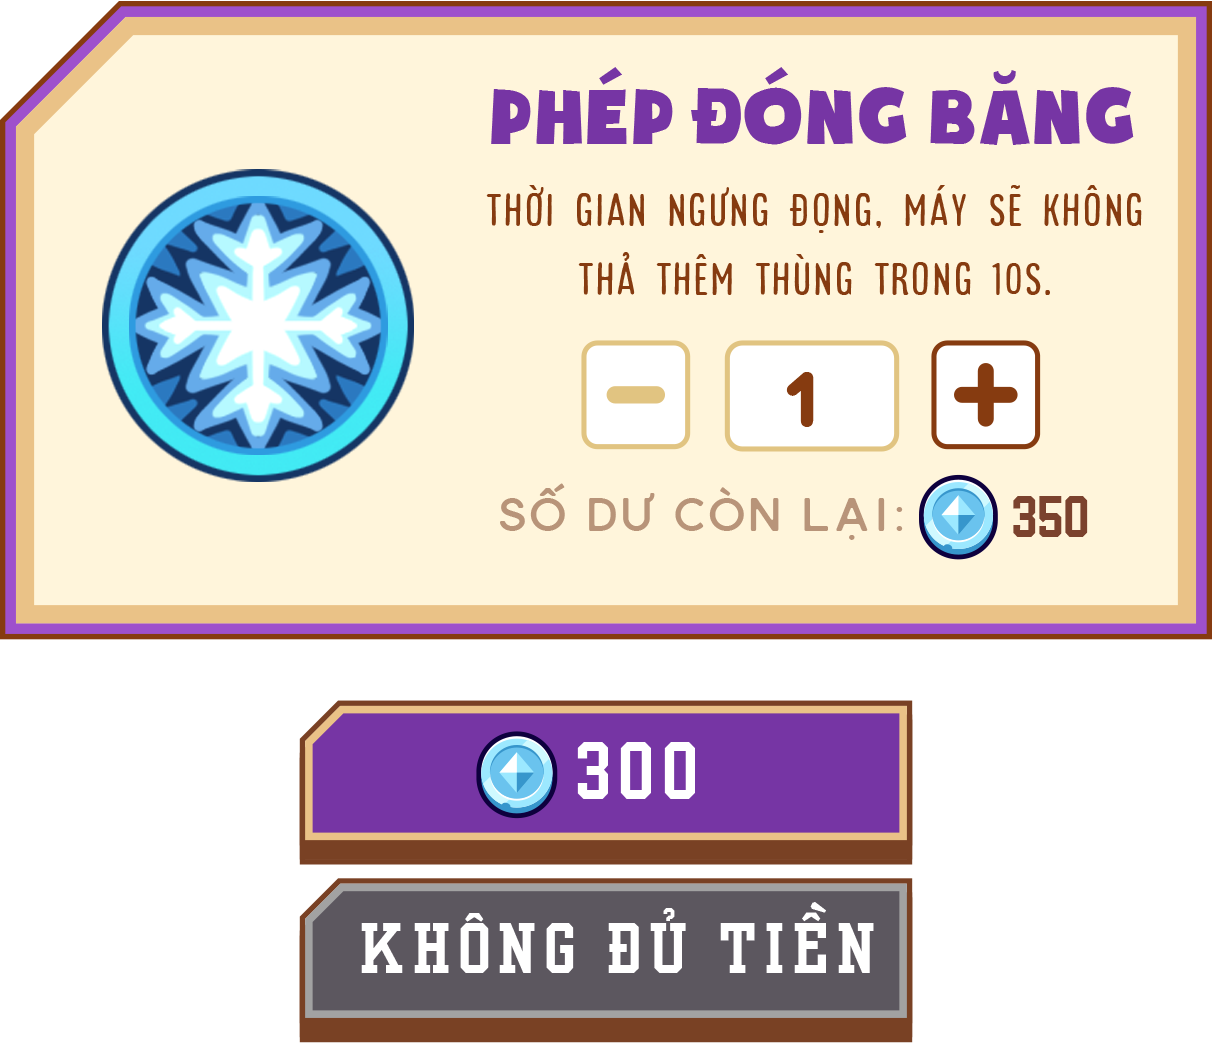 PHÉP ĐÓNG BĂNG
THỜI GIAN NGƯNG ĐỌNG, MÁY SẼ KHÔNG
THẢ THÊM THÙNG TRONG 10S.
1
SỐ DƯ CÒN LẠI: 350
300
KHÔNG ĐỦ TIỀN